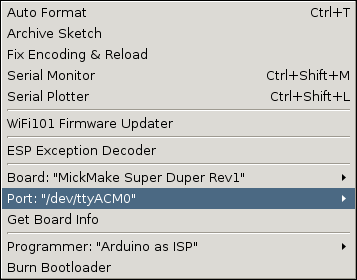 Auto Format Ctrl+T
Archive Sketch
Fix Encoding & Reload
Serial Monitor Ctrl+Shift+M
Serial Plotter Ctrl+Shift+L
WiFi101 Firmware Updater
ESP Exception Decoder
Board: "MickMake Super Duper Rev1"
Port: "/dev/ttyACM0"
Get Board Info
Programmer: "Arduino as ISP"
Burn Bootloader